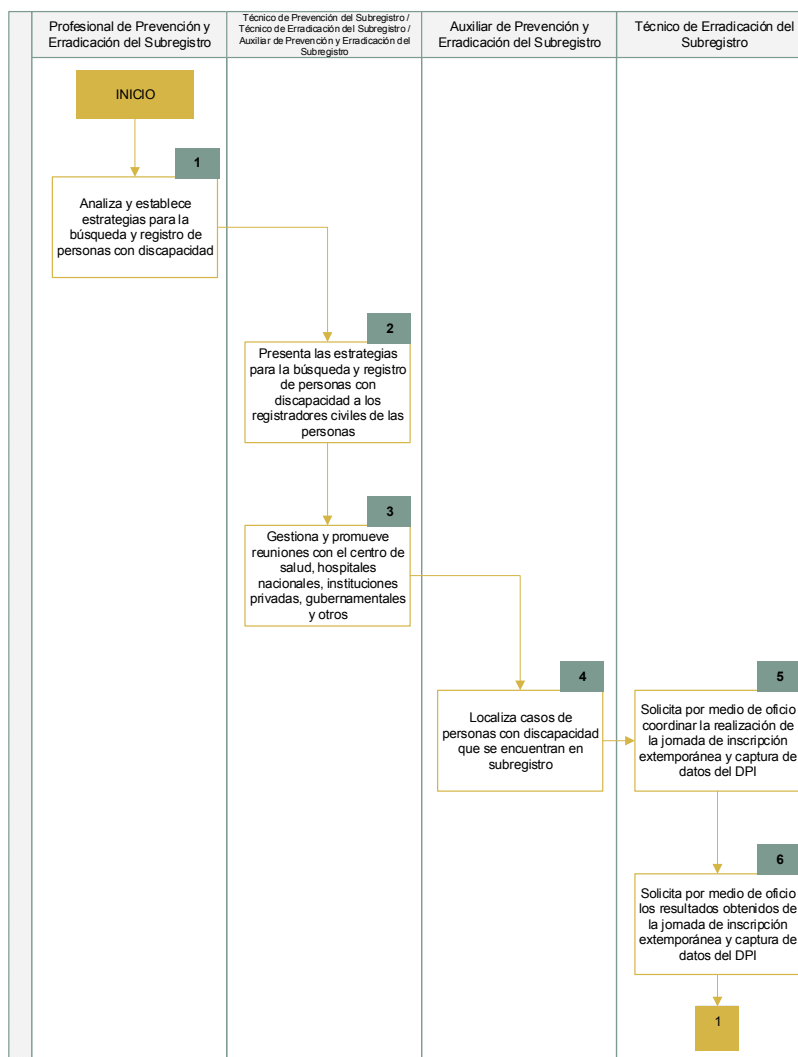 Profesional de Prevención y
Erradicación del Subregistro
Técnico de Prevención del Subregistro /
Técnico de Erradicación del Subregistro /
Auxiliar de Prevención y Erradicación del
Subregistro
Auxiliar de Prevención y
Erradicación del Subregistro
Técnico de Erradicación del
Subregistro
INICIO
1
Analiza y establece
estrategias para la
búsqueda y registro de
personas con discapacidad
2
Presenta las estrategias
para la búsqueda y registro
de personas con
discapacidad a los
registradores civiles de las
personas
3
Gestiona y promueve
reuniones con el centro de
salud, hospitales
nacionales, instituciones
privadas, gubernamentales
y otros
4
Localiza casos de
personas con discapacidad
que se encuentran en
subregistro
5
Solicita por medio de oficio
coordinar la realización de
la jornada de inscripción
extemporánea y captura de
datos del DPI
6
Solicita por medio de oficio
los resultados obtenidos de
la jornada de inscripción
extemporánea y captura de
datos del DPI
1